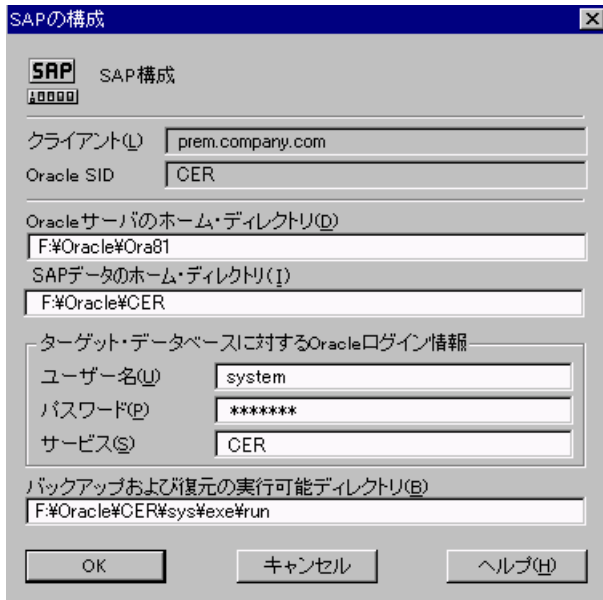 SAPの構成
SAP
SAP構成
クライアント(L) prem.company.com
Oracle SID CER
Oracleサーバのホーム・ディレクトリ(D)
F:¥Oracle¥Ora81
SAPデータのホーム・ディレクトリ(I)
F:¥Oracle¥CER
ターゲット・データベースに対するOracleログイン情報
ユーザー名(U) system
パスワード(P) *******
サービス(S) CER
バックアップおよび復元の実行可能ディレクトリ(B)
F:¥Oracle¥CER¥sys¥exe¥run
OK キャンセル ヘルプ(H)